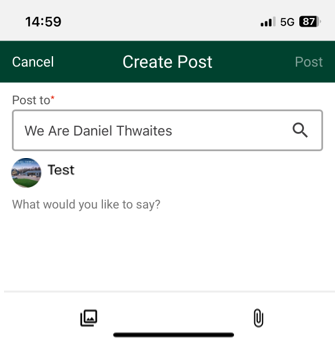 14:59 5G 87
Cancel Create Post Post
Post to*
We Are Daniel Thwaites
Test
What would you like to say?